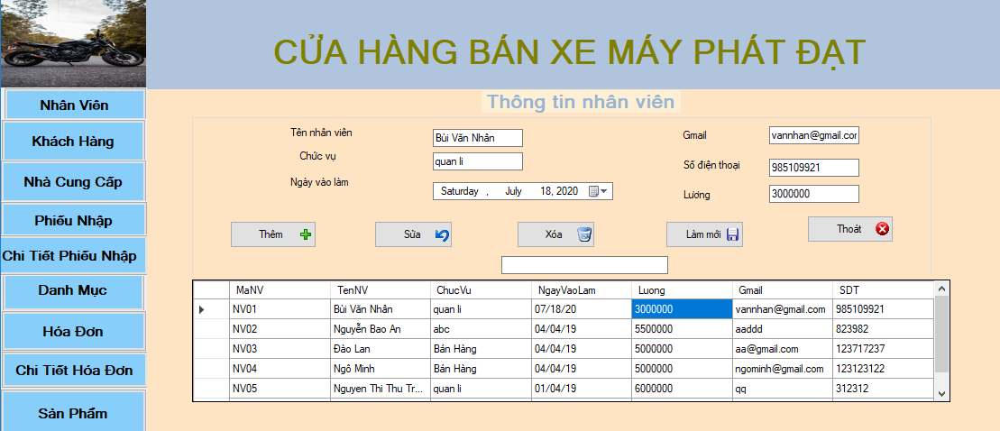 CỬA HÀNG BÁN XE MÁY PHÁT ĐẠT
Nhân Viên
Khách Hàng
Nhà Cung Cấp
Phiếu Nhập
Chi Tiết Phiếu Nhập
Danh Mục
Hóa Đơn
Chi Tiết Hóa Đơn
Sản Phẩm
Thông tin nhân viên
Tên nhân viên Bùi Văn Nhân
Chức vụ quan li
Ngày vào làm Saturday , July 18, 2020
Gmail vannhan@gmail.com
Số điện thoại 985109921
Lương 3000000
Thêm Sửa Xóa Làm mới Thoát
MaNV TenNV ChucVu NgayVaoLam Luong Gmail SDT
NV01 Bùi Văn Nhân quan li 07/18/20 3000000 vannhan@gmail.com 985109921
NV02 Nguyễn Bao An abc 04/04/19 5500000 aaddd 823982
NV03 Đào Lan Bán Hàng 04/04/19 5000000 aa@gmail.com 123717237
NV04 Ngô Minh Bán Hàng 04/04/19 5000000 ngominh@gmail.com 123123122
NV05 Nguyen Thi Thu Tr... quan li 01/04/19 6000000 qq 312312